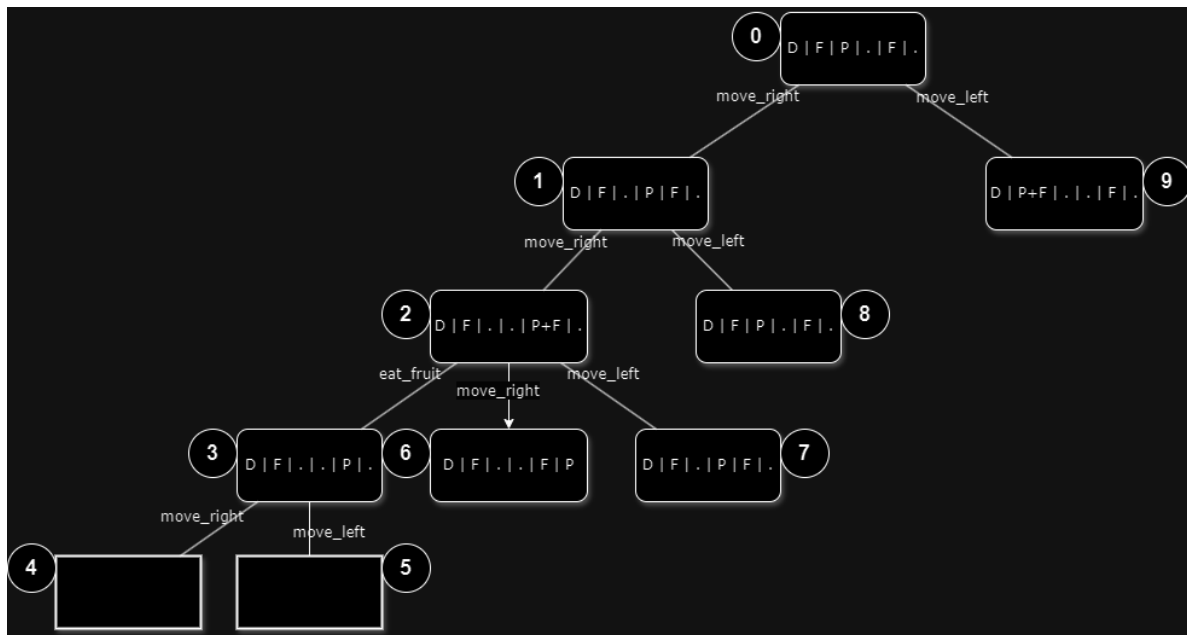 0
D | F | P | . | F | .
move_right
move_left
1
D | F | . | P | F | .
D | P+F | . | . | F | .
9
move_right
move_left
2
D | F | . | . | P+F | .
D | F | P | . | F | .
8
eat_fruit
move_right
move_left
3
D | F | . | . | P | .
6
D | F | . | . | F | P
D | F | . | P | F | .
7
move_right
move_left
4
5